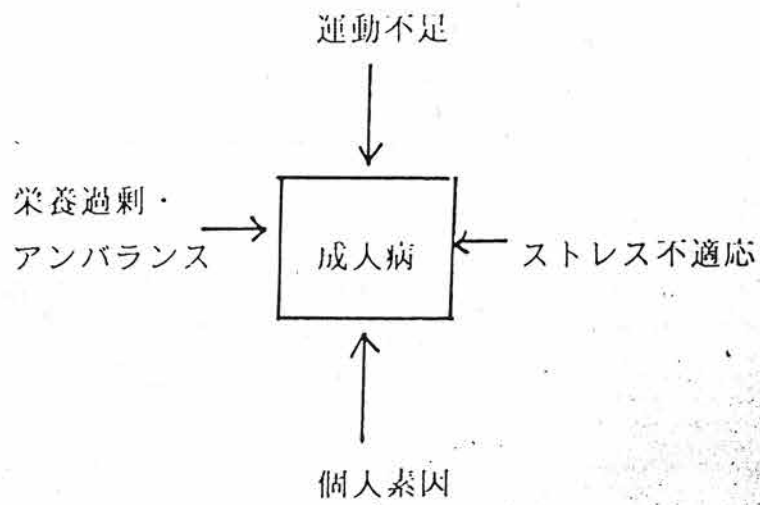 運動不足
栄養過剰・
アンバランス
成人病
ストレス不適応
個人素因